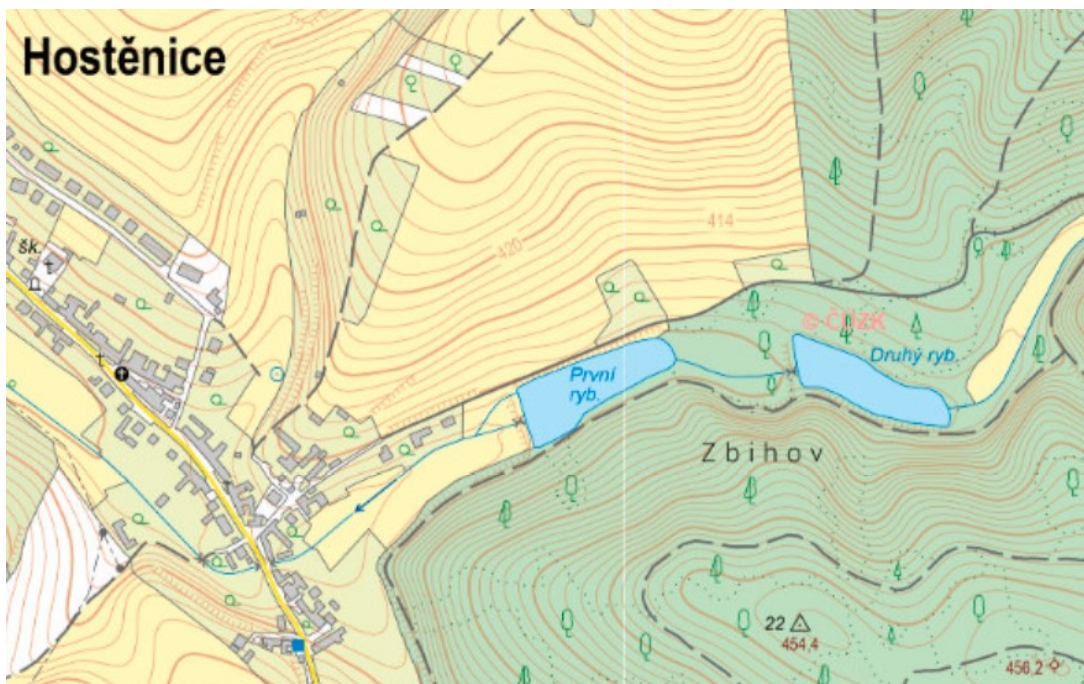 Hostěnice
414
420
šk.
© ČÚZK
První
ryb.
Druhý ryb.
Zbihov
22
454,4
456,2